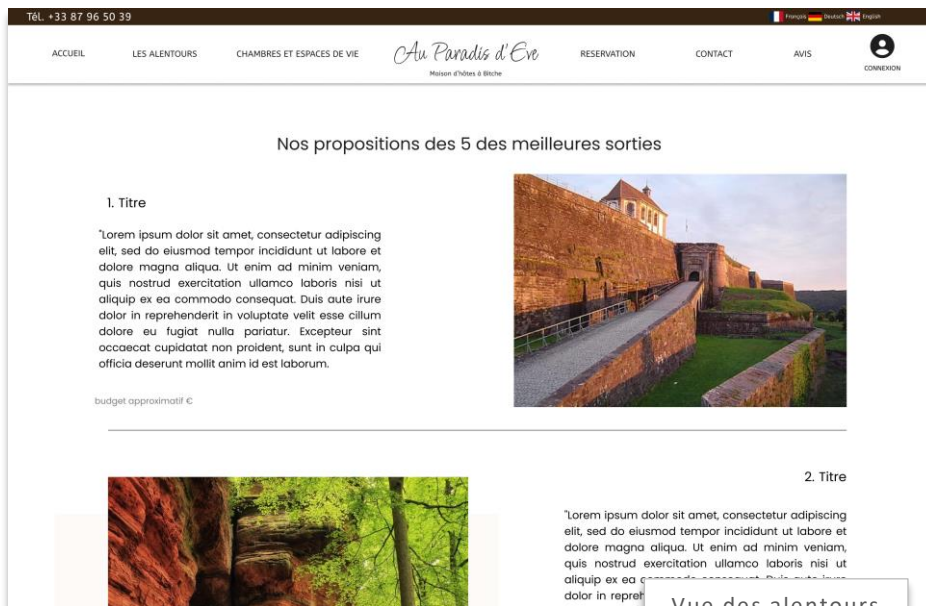 Tél. +33 87 96 50 39
Français Deutsch English
ACCUEIL LES ALENTOURS CHAMBRES ET ESPACES DE VIE Au Paradis d'Eve RESERVATION CONTACT AVIS
Maison d'hôtes à Bitche
CONNEXION
Nos propositions des 5 des meilleures sorties
1. Titre
"Lorem ipsum dolor sit amet, consectetur adipiscing
elit, sed do eiusmod tempor incididunt ut labore et
dolore magna aliqua. Ut enim ad minim veniam,
quis nostrud exercitation ullamco laboris nisi ut
aliquip ex ea commodo consequat. Duis aute irure
dolor in reprehenderit in voluptate velit esse cillum
dolore eu fugiat nulla pariatur. Excepteur sint
occaecat cupidatat non proident, sunt in culpa qui
officia deserunt mollit anim id est laborum.
budget approximatif €
2. Titre
"Lorem ipsum dolor sit amet, consectetur adipiscing
elit, sed do eiusmod tempor incididunt ut labore et
dolore magna aliqua. Ut enim ad minim veniam,
quis nostrud exercitation ullamco laboris nisi ut
aliquip ex ea
dolor in
Vue des alentours